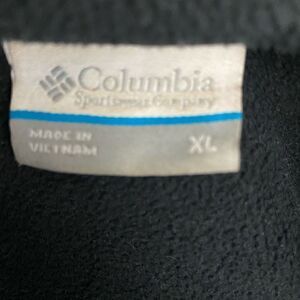 Columbia
Sportswear Company
MADE IN
VIETNAM
XL